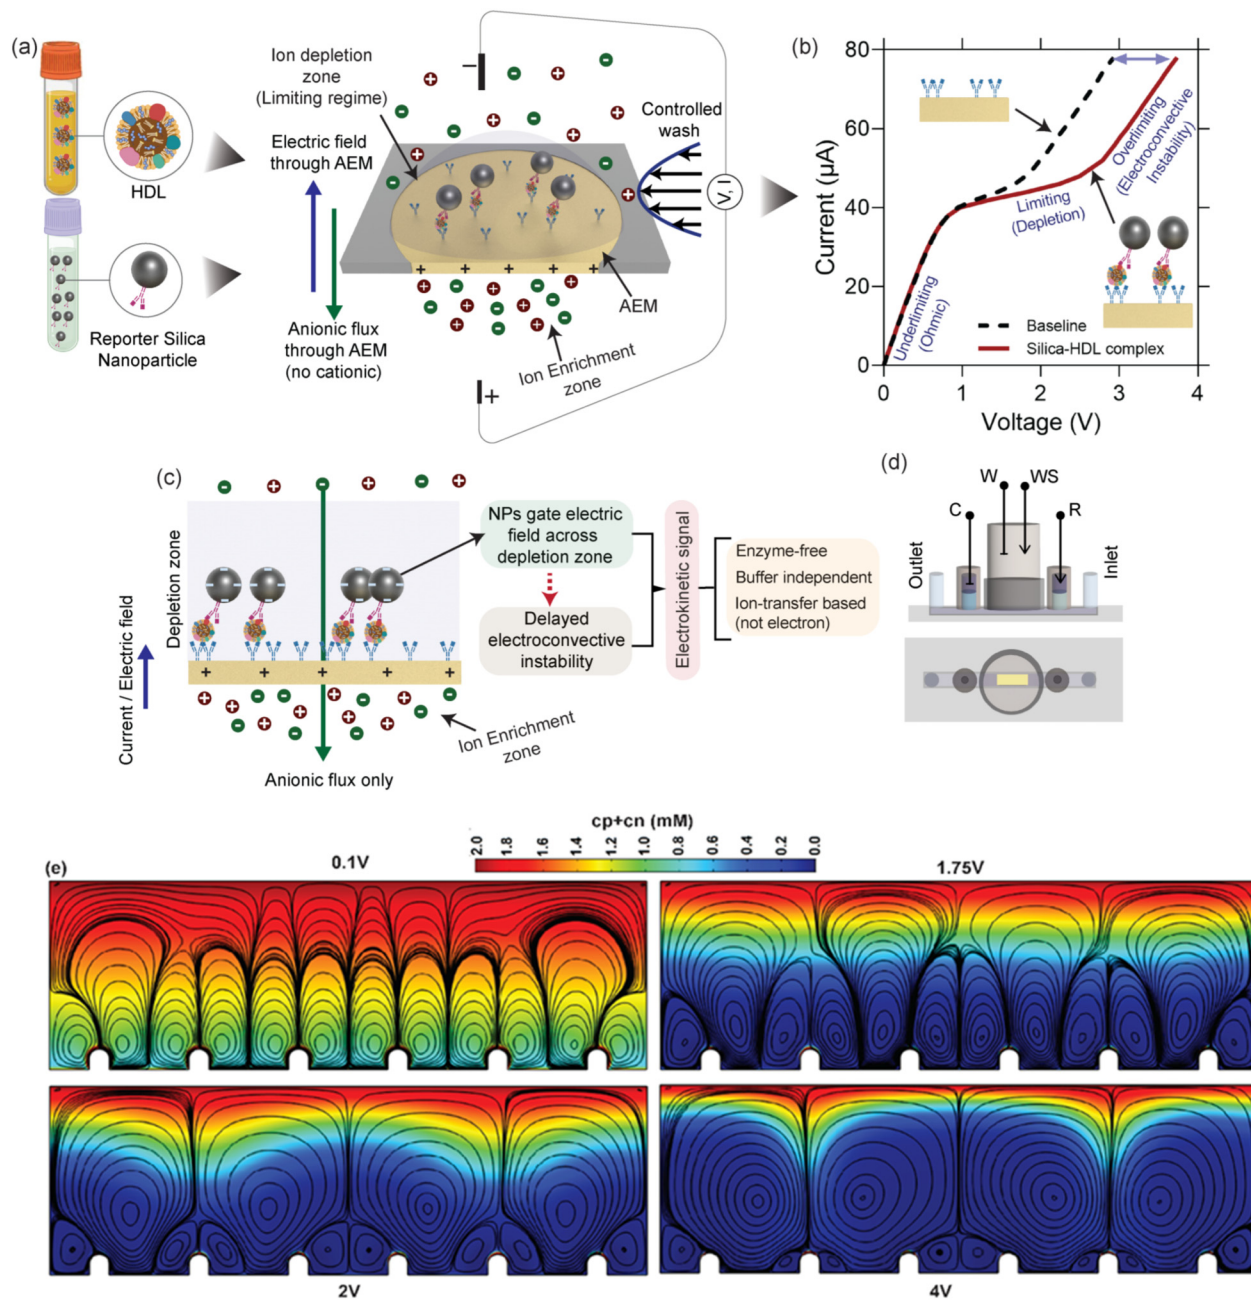 (a)
HDL
Reporter Silica
Nanoparticle
Ion depletion
zone
(Limiting regime)
Electric field
through AEM
Anionic flux
through AEM
(no cationic)
Controlled
wash
V, I
AEM
Ion Enrichment
zone
(b)
Current (µA)
80
60
40
20
0
0 1 2 3 4
Voltage (V)
Underlimiting
(Ohmic)
Limiting
(Depletion)
Overlimiting
(Electroconvective
Instability)
Baseline
Silica-HDL complex
(c)
Depletion zone
Current / Electric field
NPs gate electric
field across
depletion zone
Delayed
electroconvective
instability
Electrokinetic signal
Enzyme-free
Buffer independent
Ion-transfer based
(not electron)
Ion Enrichment
zone
Anionic flux only
(d)
W
WS
C
R
Outlet
Inlet
(e)
cp+cn (mM)
2.0 1.8 1.6 1.4 1.2 1.0 0.8 0.6 0.4 0.2 0.0
0.1V
1.75V
2V
4V